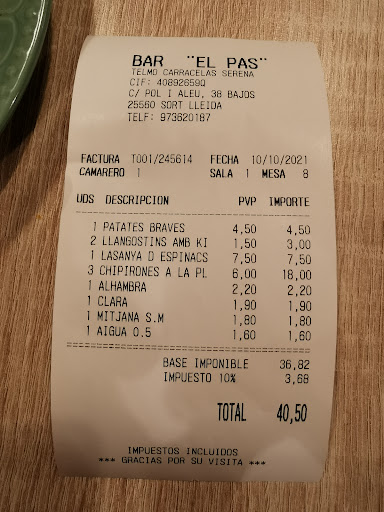 BAR "EL PAS"
TELMO CARRACELAS SERENA
CIF: 40892659Q
C/ POL I ALEU, 38 BAJOS
25560 SORT LLEIDA
TELF: 973620187
FACTURA T001/245614 FECHA 10/10/2021
CAMARERO 1 SALA 1 MESA 8
UDS DESCRIPCION PVP IMPORTE
1 PATATES BRAVES 4,50 4,50
2 LLANGOSTINS AMB KI 1,50 3,00
1 LASANYA D ESPINACS 7,50 7,50
3 CHIPIRONES A LA PL 6,00 18,00
1 ALHAMBRA 2,20 2,20
1 CLARA 1,90 1,90
1 MITJANA S.M 1,80 1,80
1 AIGUA 0.5 1,60 1,60
BASE IMPONIBLE 36,82
IMPUESTO 10% 3,68
TOTAL 40,50
IMPUESTOS INCLUIDOS
*** GRACIAS POR SU VISITA ***